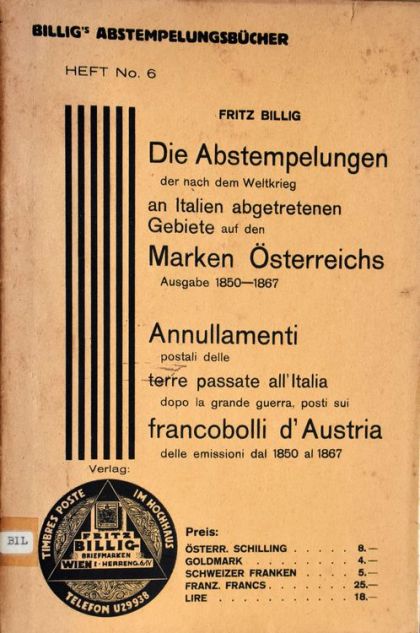 BILLIG's ABSTEMPELUNGSBÜCHER
HEFT No. 6
FRITZ BILLIG
Die Abstempelungen
der nach dem Weltkrieg
an Italien abgetretenen
Gebiete auf den
Marken Österreichs
Ausgabe 1850—1867
Annullamenti
postali delle
terre passate all'Italia
dopo la grande guerra, posti sui
francobolli d'Austria
delle emissioni dal 1850 al 1867
Verlag:
TIMBRES POSTE
IM HOCHHAUS
FRITZ
BILLIG
BRIEFMARKEN
WIEN I · HERRENG. 6/IV
TELEFON U29938
BIL
Preis:
ÖSTERR. SCHILLING . . . . . 8.—
GOLDMARK . . . . . . . . 4.—
SCHWEIZER FRANKEN . . . . 5.—
FRANZ. FRANCS . . . . . . 25.—
LIRE . . . . . . . . . . 18.—